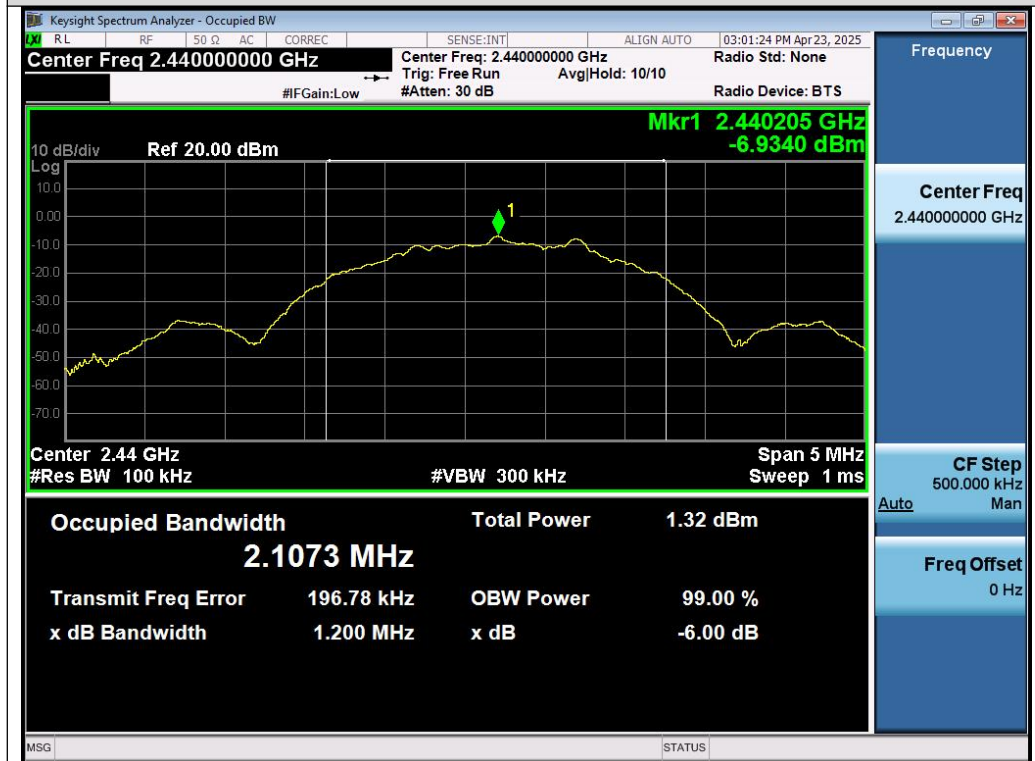 Keysight Spectrum Analyzer - Occupied BW
LXI RL RF 50 Ω AC CORREC SENSE:INT ALIGN AUTO 03:01:24 PM Apr 23, 2025
Center Freq 2.440000000 GHz
Center Freq: 2.440000000 GHz
Radio Std: None
Trig: Free Run Avg|Hold: 10/10
#IFGain:Low
#Atten: 30 dB
Radio Device: BTS
Frequency
Mkr1 2.440205 GHz
-6.9340 dBm
10 dB/div Ref 20.00 dBm
Log
10.0
0.00
1
-10.0
-20.0
-30.0
-40.0
-50.0
-60.0
-70.0
Center 2.44 GHz Span 5 MHz
#Res BW 100 kHz #VBW 300 kHz Sweep 1 ms
Center Freq
2.440000000 GHz
CF Step
500.000 kHz
Auto Man
Freq Offset
0 Hz
Occupied Bandwidth Total Power 1.32 dBm
2.1073 MHz
Transmit Freq Error 196.78 kHz OBW Power 99.00 %
x dB Bandwidth 1.200 MHz x dB -6.00 dB
MSG STATUS